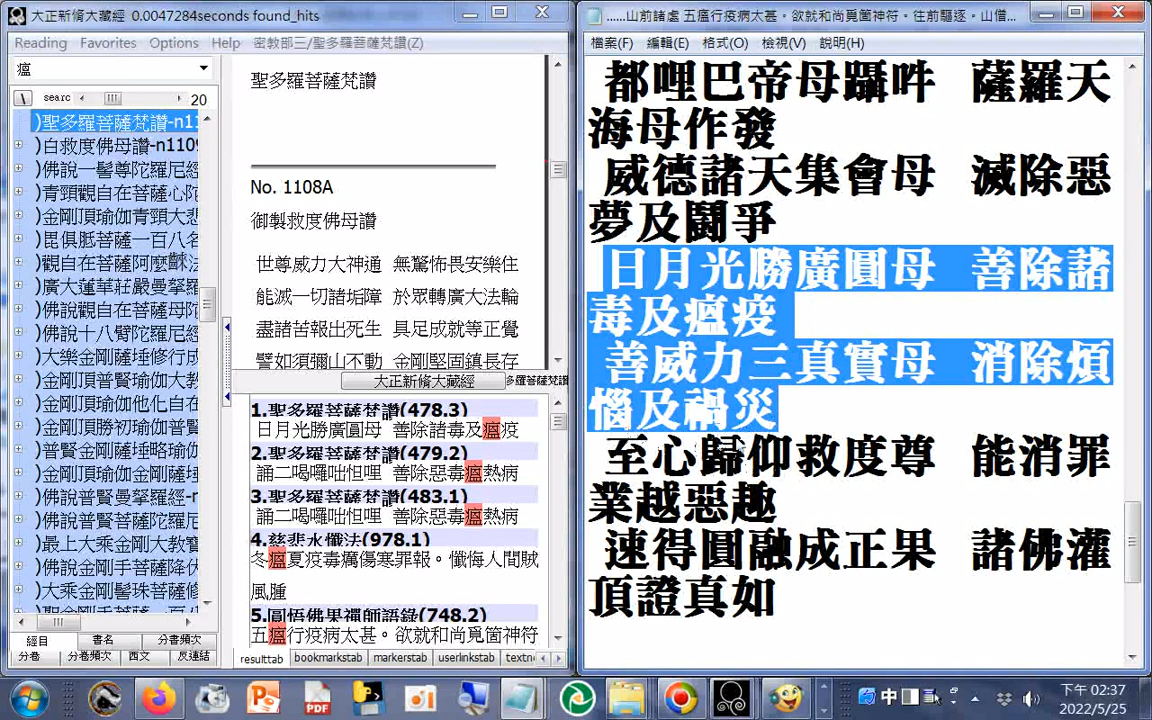 大正新脩大藏經 0.0047284seconds found_hits
Reading Favorites Options Help 密教部三/聖多羅菩薩梵讚(Z)
瘟
\ searc 20
)聖多羅菩薩梵讚-n11
)白救度佛母讚-n1109
)佛說一髻尊陀羅尼經
)青頸觀自在菩薩心陀
)金剛頂瑜伽青頸大悲
)毘俱胝菩薩一百八名
)觀自在菩薩阿麼䶩法
)廣大蓮華莊嚴曼拏羅
)佛說觀自在菩薩母陀
)佛說十八臂陀羅尼經
)大樂金剛薩埵修行成
)金剛頂普賢瑜伽大教
)金剛頂瑜伽他化自在
)金剛頂勝初瑜伽普賢
)普賢金剛薩埵略瑜伽
)金剛頂瑜伽金剛薩埵
)佛說普賢曼拏羅經-n
)佛說普賢菩薩陀羅尼
)最上大乘金剛大教寶
)佛說金剛手菩薩降伏
)大乘金剛髻珠菩薩修
經目 書名 分書頻次
分卷 分卷頻次 西文 反連結
聖多羅菩薩梵讚
No. 1108A
御製救度佛母讚
世尊威力大神通 無驚怖畏安樂住
能滅一切諸垢障 於眾轉廣大法輪
盡諸苦報出死生 具足成就等正覺
譬如須彌山不動 金剛堅固鎮長存
大正新脩大藏經 多羅菩薩梵讚
1.聖多羅菩薩梵讚(478.3)
日月光勝廣圓母 善除諸毒及瘟疫
2.聖多羅菩薩梵讚(479.2)
誦二喝囉咄怛哩 善除惡毒瘟熱病
3.聖多羅菩薩梵讚(483.1)
誦二喝囉咄怛哩 善除惡毒瘟熱病
4.慈悲水懺法(978.1)
冬瘟夏疫毒癘傷寒罪報。懺悔人間賊
風腫
5.圓悟佛果禪師語錄(748.2)
五瘟行疫病太甚。欲就和尚覓箇神符
resulttab bookmarkstab markerstab userlinkstab textn
......山前諸處 五瘟行疫病太甚。欲就和尚覓箇神符。往前驅逐。山僧...
檔案(F) 編輯(E) 格式(O) 檢視(V) 說明(H)
都哩巴帝母躡吽 薩羅天
海母作發
威德諸天集會母 滅除惡
夢及鬪爭
日月光勝廣圓母 善除諸
毒及瘟疫
善威力三真實母 消除煩
惱及禍災
至心歸仰救度尊 能消罪
業越惡趣
速得圓融成正果 諸佛灌
頂證真如
中
下午 02:37
2022/5/25